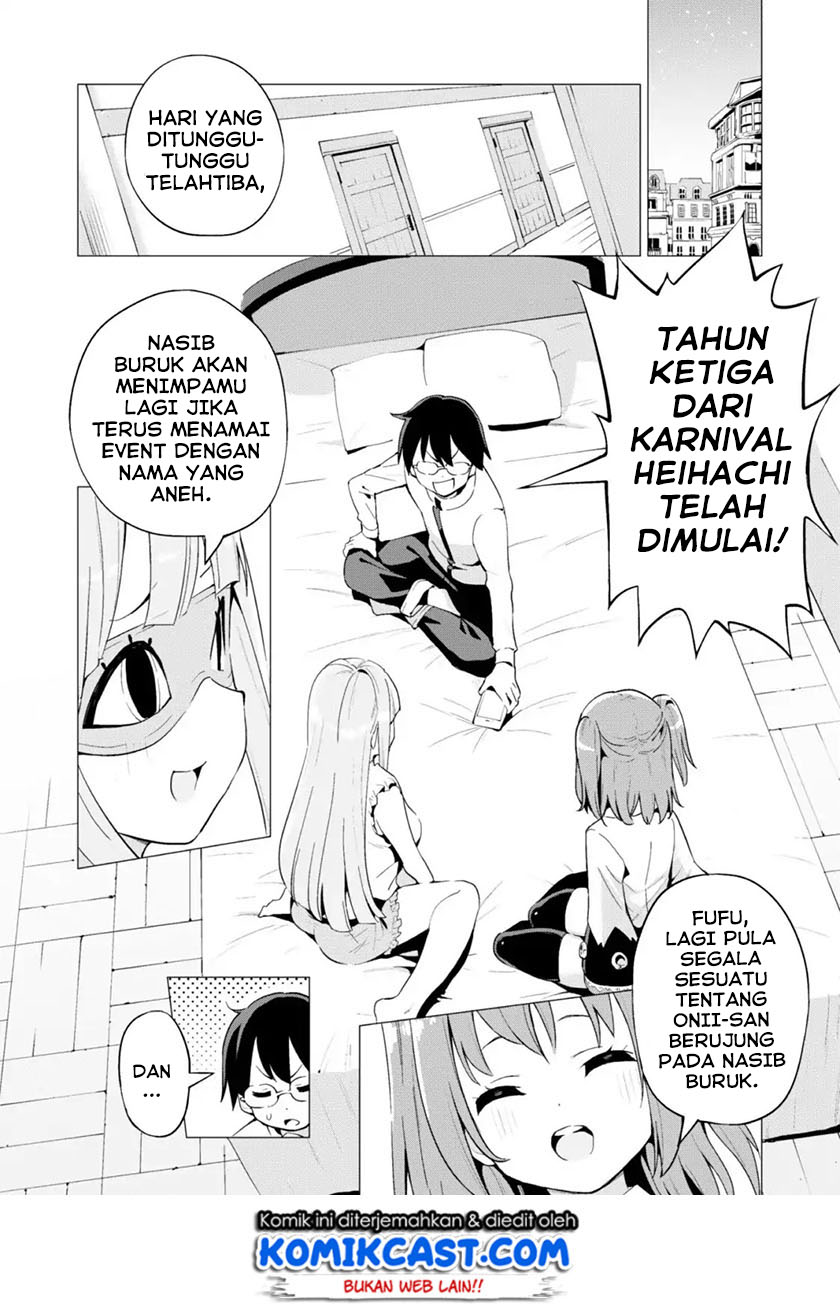 HARI YANG
DITUNGGU-
TUNGGU
TELAHTIBA,
TAHUN
KETIGA
DARI
KARNIVAL
HEIHACHI
TELAH
DIMULAI!
NASIB
BURUK AKAN
MENIMPAMU
LAGI JIKA
TERUS MENAMAI
EVENT DENGAN
NAMA YANG
ANEH.
FUFU,
LAGI PULA
SEGALA
SESUATU
TENTANG
ONII-SAN
BERUJUNG
PADA NASIB
BURUK.
DAN
...
Komik ini diterjemahkan & diedit oleh
KOMIKCAST.COM
BUKAN WEB LAIN!!